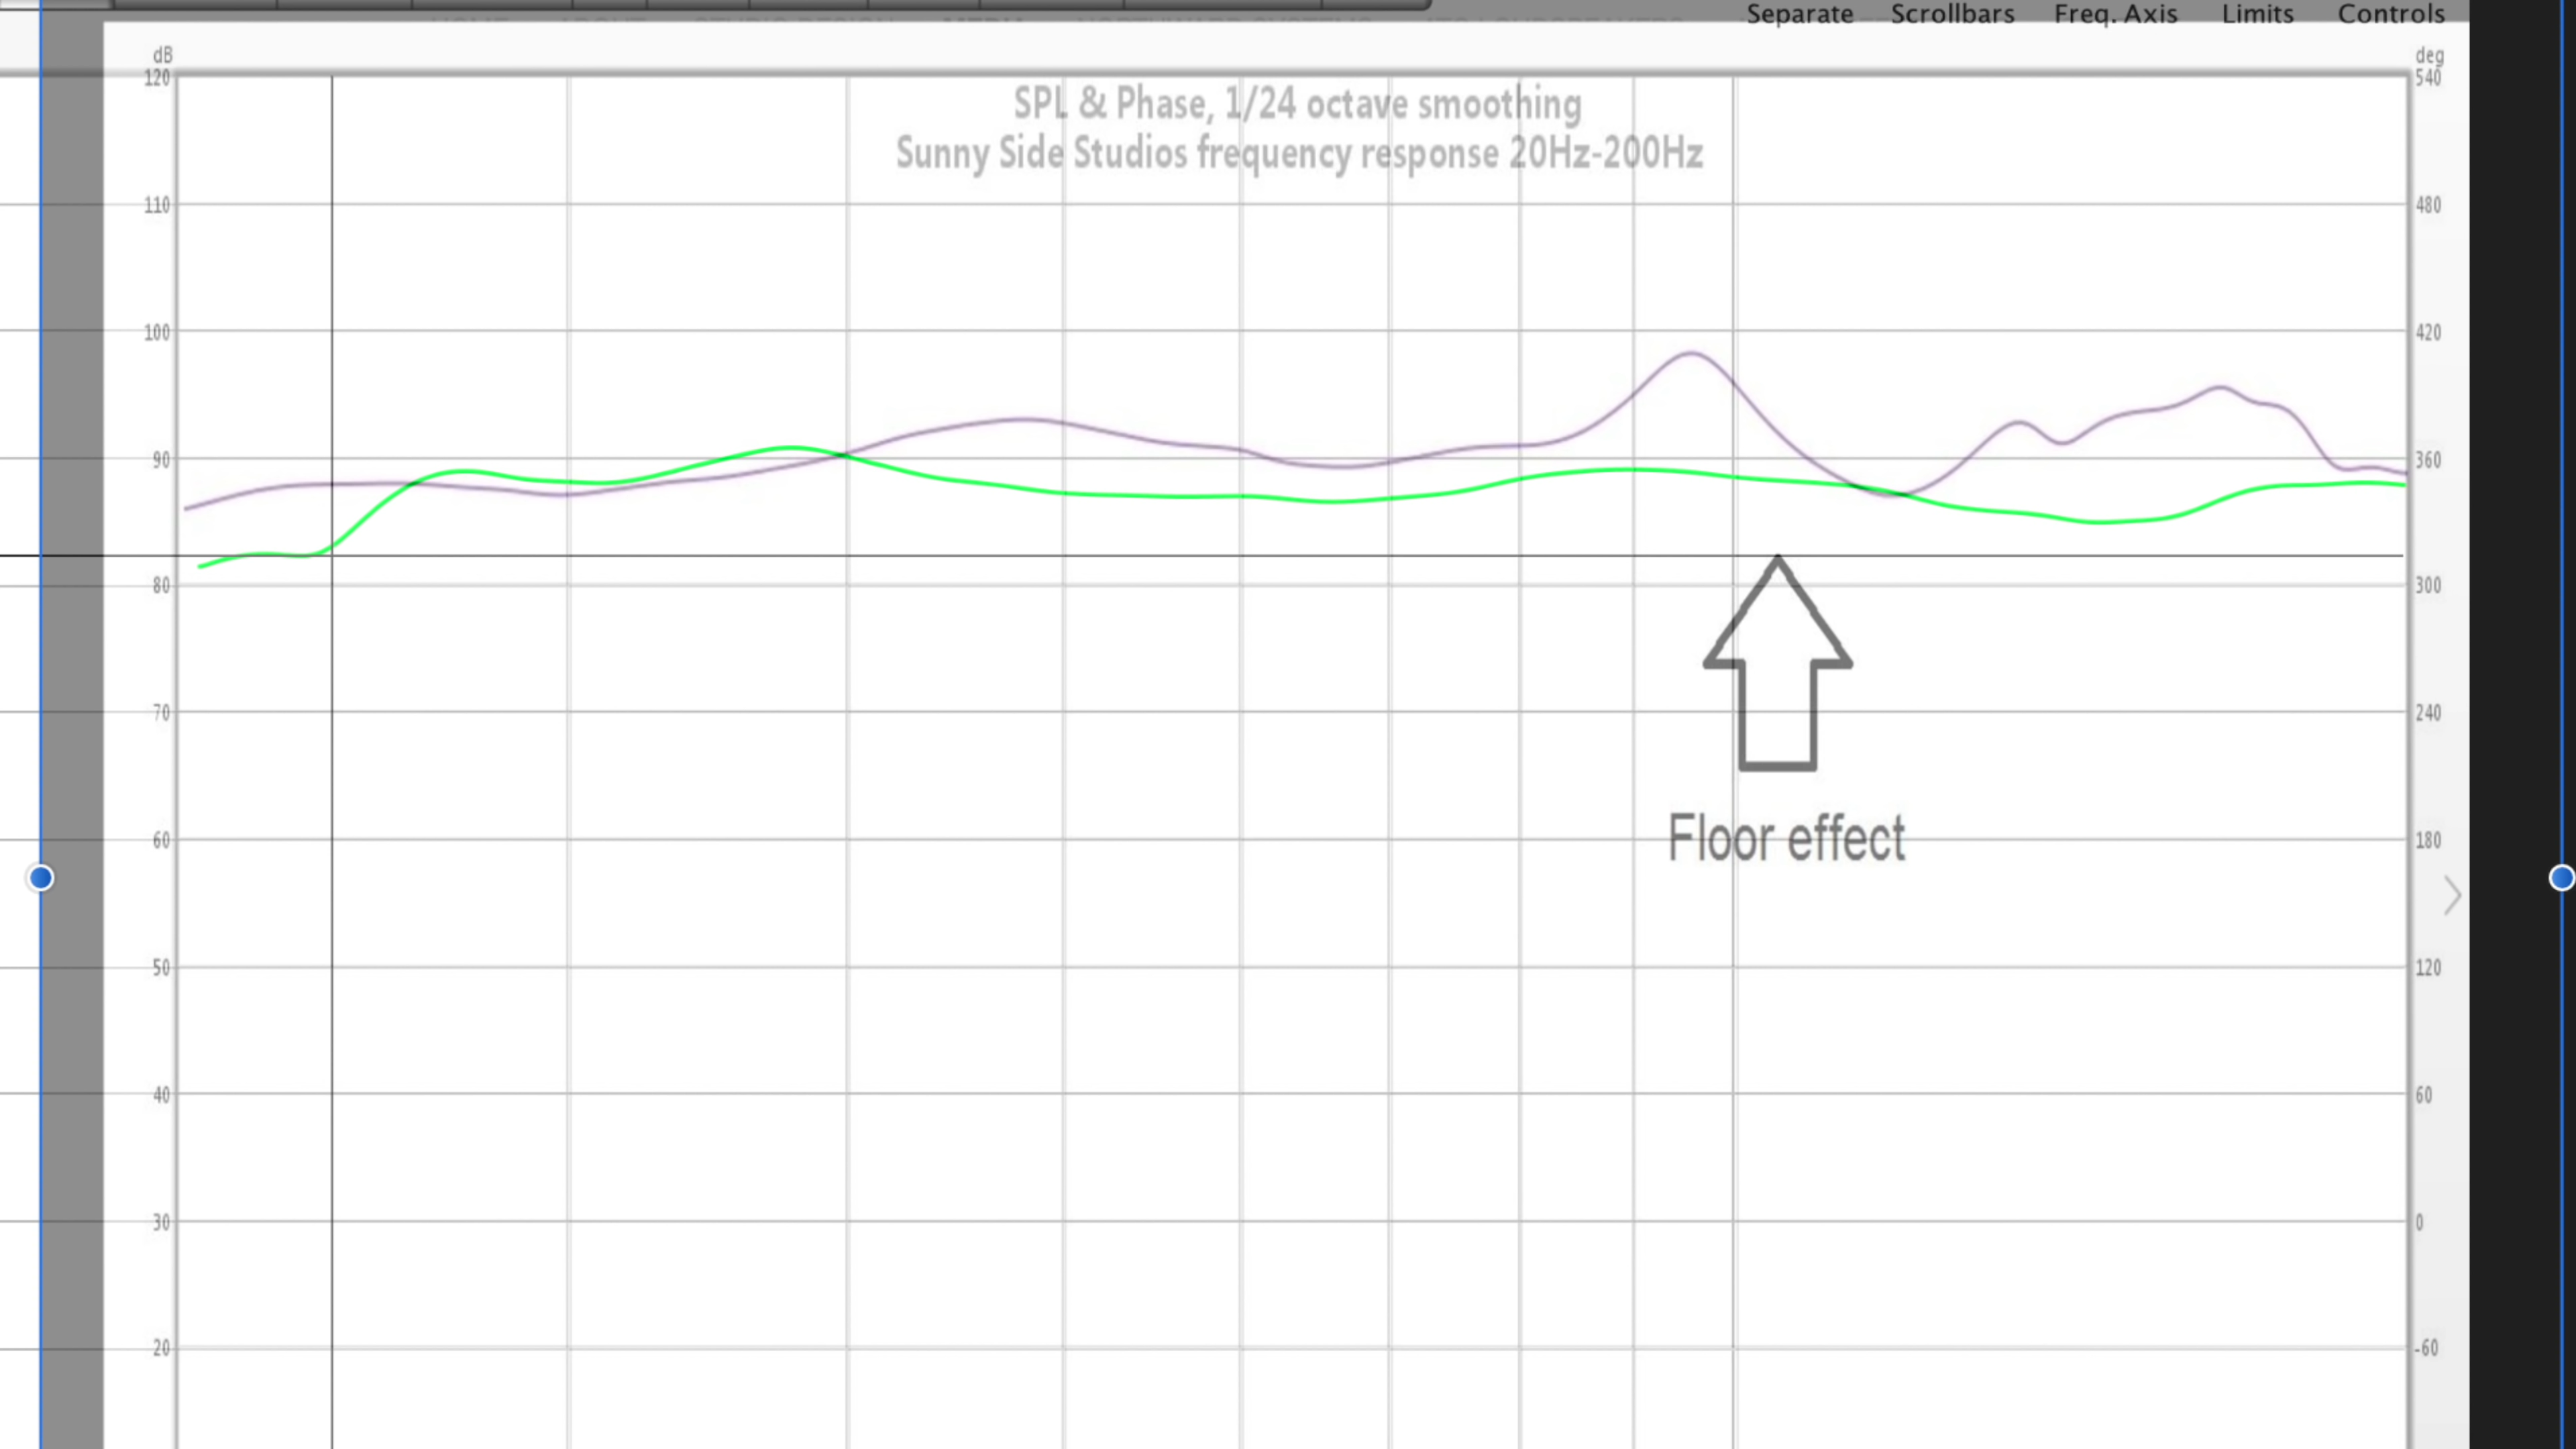 Separate Scrollbars Freq. Axis Limits Controls
dB deg
120 540
SPL & Phase, 1/24 octave smoothing
Sunny Side Studios frequency response 20Hz-200Hz
110 480
100 420
90 360
80 300
70 240
Floor effect
60 180
50 120
40 60
30 0
20 -60